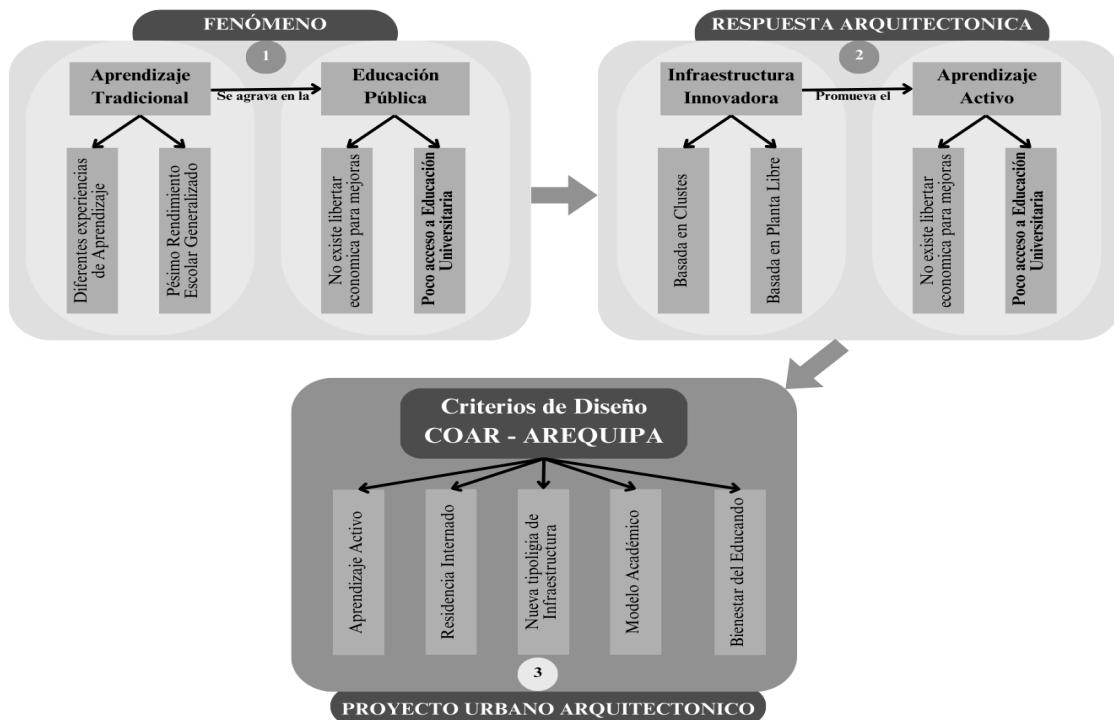 FENÓMENO
1
Aprendizaje
Tradicional
Se agrava en la
Educación
Pública
Diferentes experiencias
de Aprendizaje
Pésimo Rendimiento
Escolar Generalizado
No existe libertar
economica para mejoras
Poco acceso a Educación
Universitaria
RESPUESTA ARQUITECTONICA
2
Infraestructura
Innovadora
Promueva el
Aprendizaje
Activo
Basada en Clustes
Basada en Planta Libre
No existe libertar
economica para mejoras
Poco acceso a Educación
Universitaria
Criterios de Diseño
COAR - AREQUIPA
Aprendizaje Activo
Residencia Internado
Nueva tipoligia de
Infraestructura
Modelo Académico
Bienestar del Educando
3
PROYECTO URBANO ARQUITECTONICO